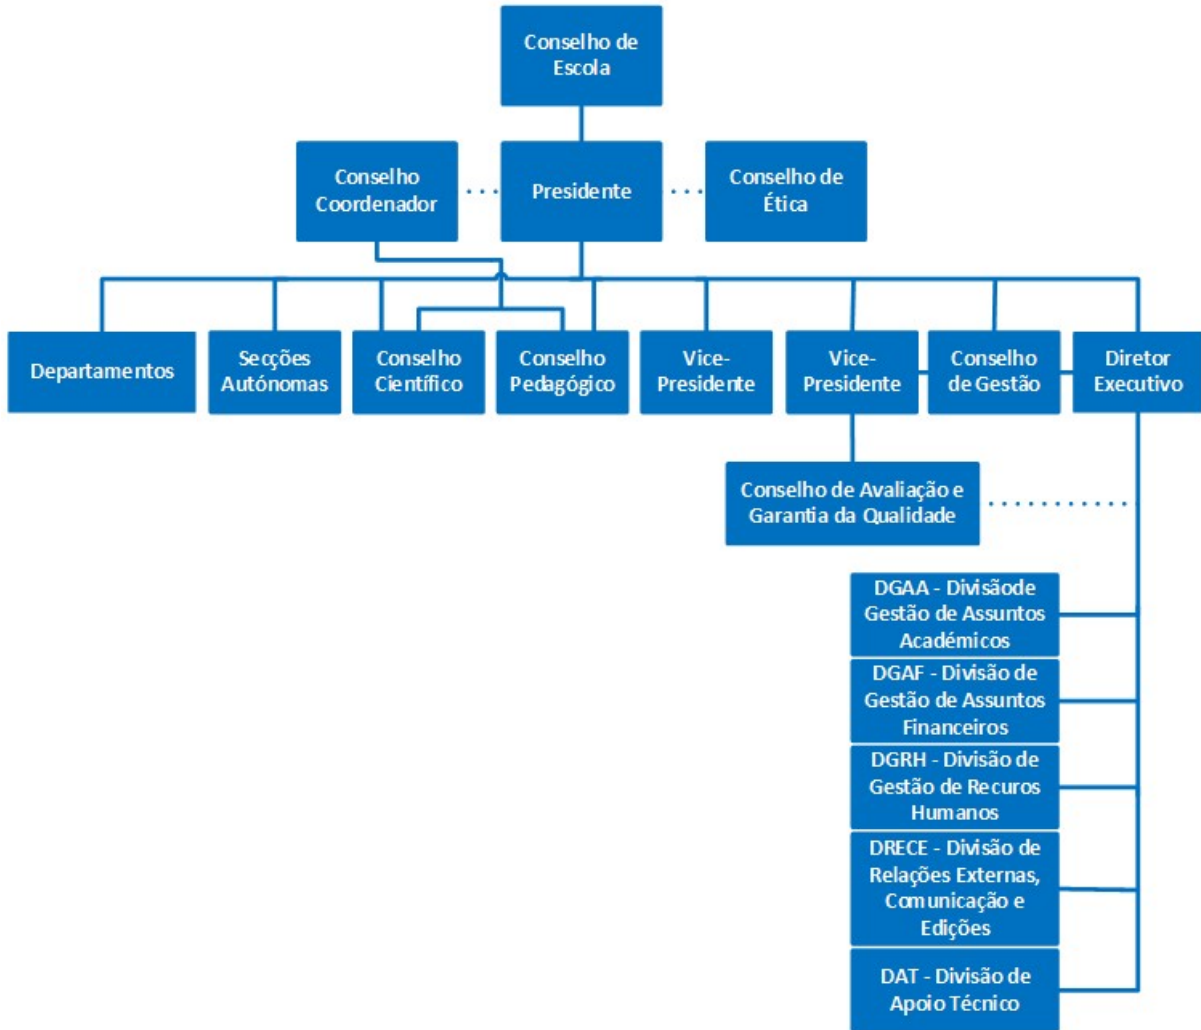 Conselho de
Escola
Conselho
Coordenador
Presidente
Conselho de
Ética
Departamentos
Secções
Autónomas
Conselho
Científico
Conselho
Pedagógico
Vice-
Presidente
Vice-
Presidente
Conselho
de Gestão
Diretor
Executivo
Conselho de Avaliação e
Garantia da Qualidade
DGAA - Divisãode
Gestão de Assuntos
Académicos
DGAF - Divisão de
Gestão de Assuntos
Financeiros
DGRH - Divisão de
Gestão de Recuros
Humanos
DRECE - Divisão de
Relações Externas,
Comunicação e
Edições
DAT - Divisão de
Apoio Técnico